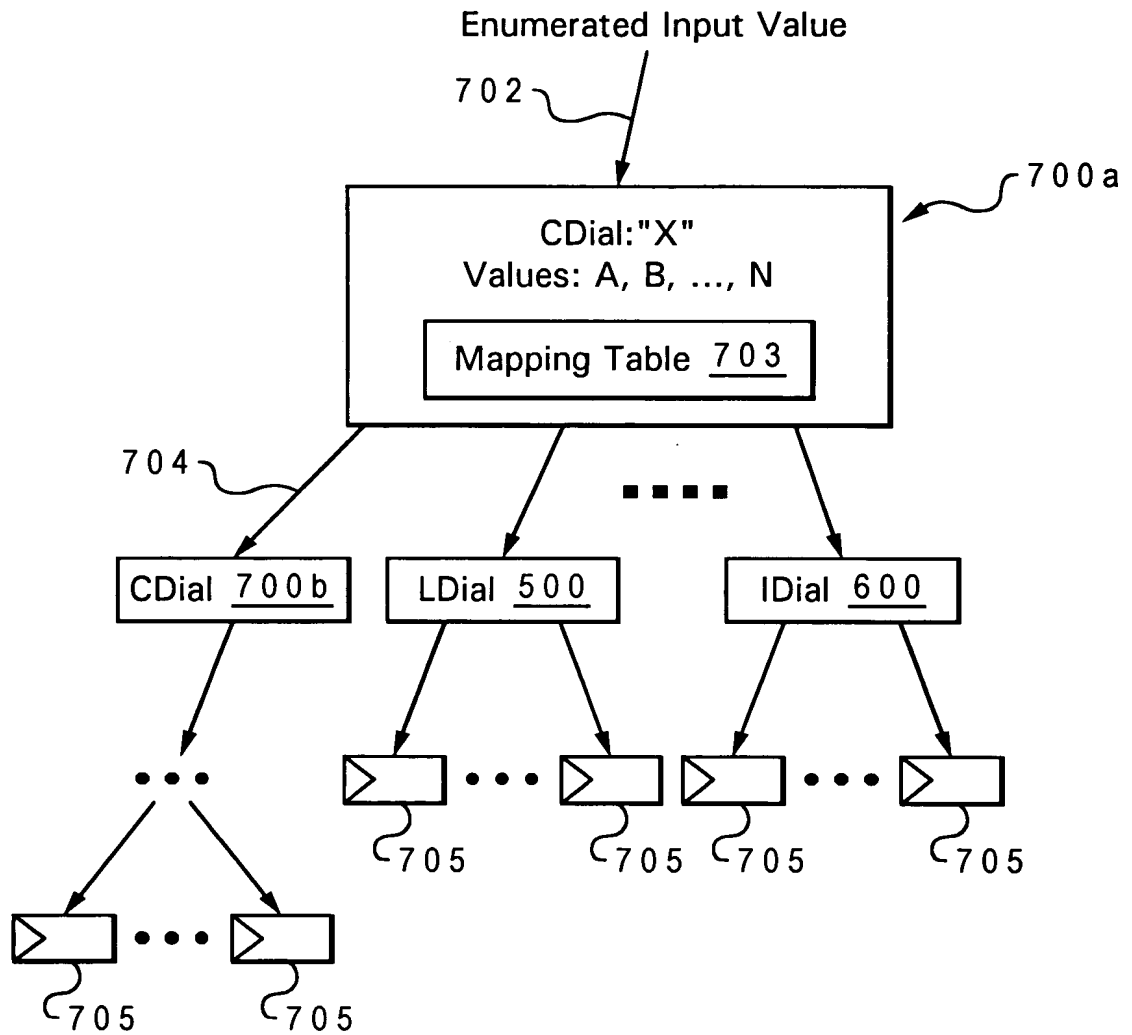 Enumerated Input Value
702
700a
CDial:"X"
Values: A, B, ..., N
Mapping Table 703
704
CDial 700b
LDial 500
IDial 600
705
705
705
705
705
705